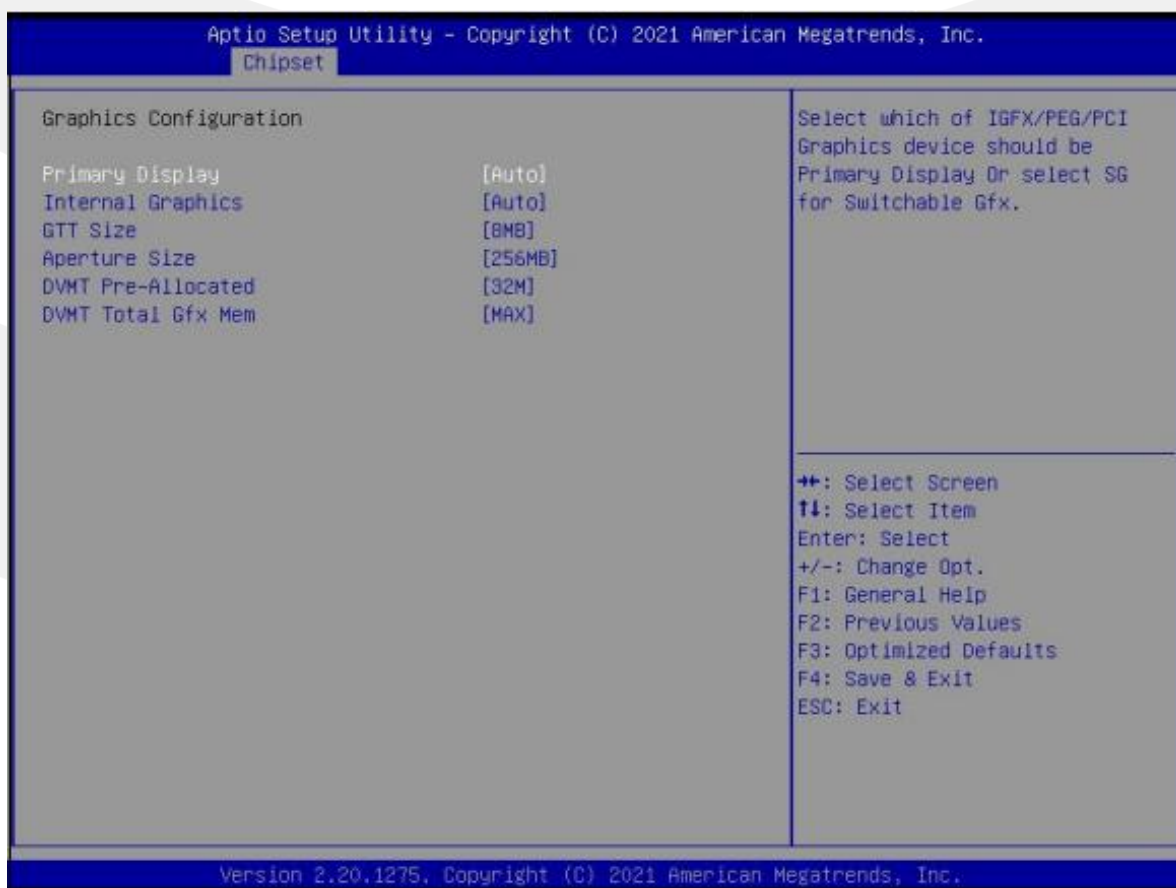 Aptio Setup Utility – Copyright (C) 2021 American Megatrends, Inc.
Chipset
Graphics Configuration
Primary Display [Auto]
Internal Graphics [Auto]
GTT Size [8MB]
Aperture Size [256MB]
DVMT Pre-Allocated [32M]
DVMT Total Gfx Mem [MAX]
Select which of IGFX/PEG/PCI
Graphics device should be
Primary Display Or select SG
for Switchable Gfx.
→←: Select Screen
↑↓: Select Item
Enter: Select
+/-: Change Opt.
F1: General Help
F2: Previous Values
F3: Optimized Defaults
F4: Save & Exit
ESC: Exit
Version 2.20.1275. Copyright (C) 2021 American Megatrends, Inc.